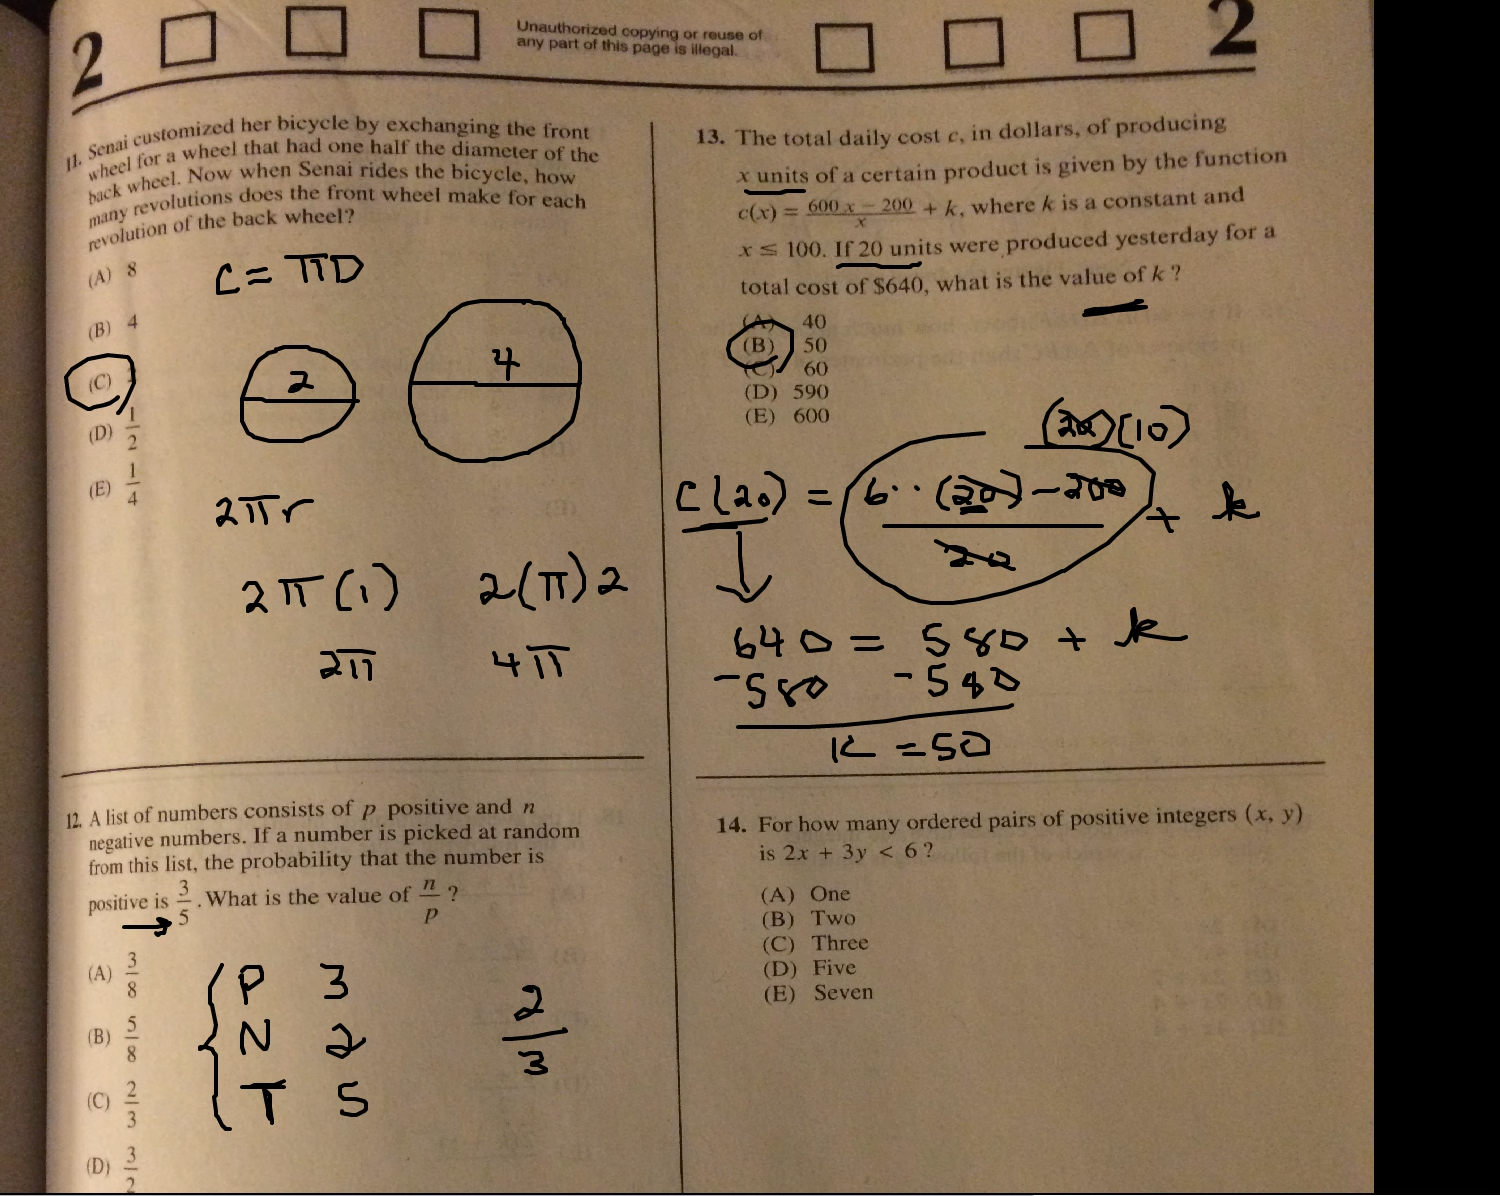 2
Unauthorized copying or reuse of
any part of this page is illegal.
2
11. Senai customized her bicycle by exchanging the front
wheel for a wheel that had one half the diameter of the
back wheel. Now when Senai rides the bicycle, how
many revolutions does the front wheel make for each
revolution of the back wheel?
(A) 8
(B) 4
(C)
(D) 1/2
(E) 1/4
C = πD
2
4
2πr
2π(1) 2(π)2
2π 4π
12. A list of numbers consists of p positive and n
negative numbers. If a number is picked at random
from this list, the probability that the number is
positive is 3/5. What is the value of n/p ?
(A) 3/8
(B) 5/8
(C) 2/3
(D) 3/2
P 3
N 2
T 5
2/3
13. The total daily cost c, in dollars, of producing
x units of a certain product is given by the function
c(x) = (600x − 200)/x + k, where k is a constant and
x ≤ 100. If 20 units were produced yesterday for a
total cost of $640, what is the value of k ?
(A) 40
(B) 50
(C) 60
(D) 590
(E) 600
(20)(10)
C(20) = 6··(20) − 200 / 20 + k
640 = 580 + k
-580 -580
k = 50
14. For how many ordered pairs of positive integers (x, y)
is 2x + 3y < 6 ?
(A) One
(B) Two
(C) Three
(D) Five
(E) Seven